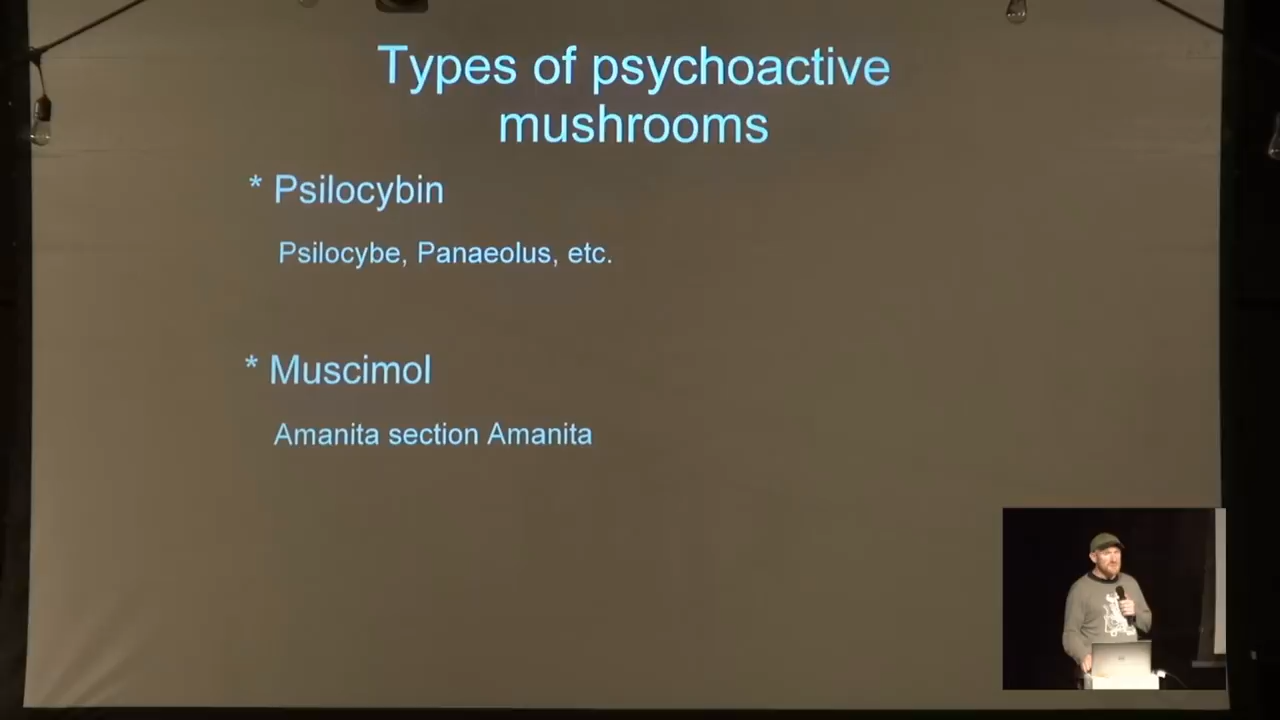 Types of psychoactive
mushrooms
* Psilocybin
Psilocybe, Panaeolus, etc.
* Muscimol
Amanita section Amanita